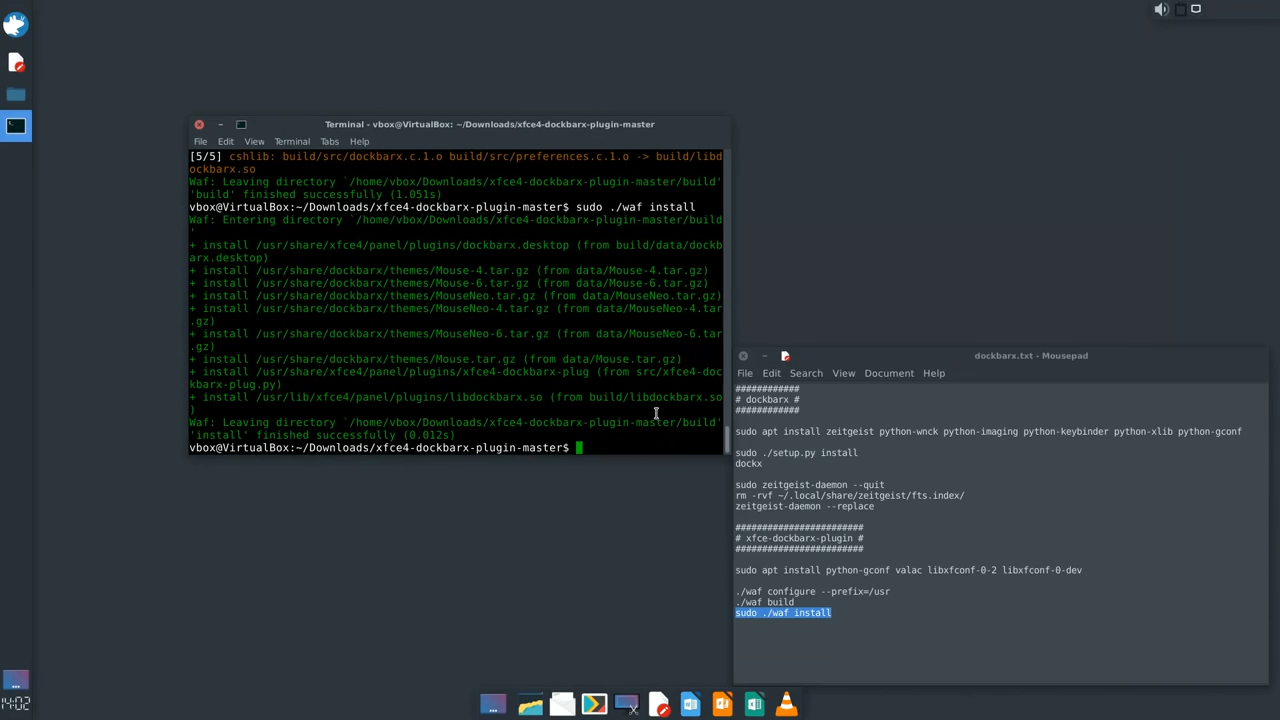 Terminal - vbox@VirtualBox: ~/Downloads/xfce4-dockbarx-plugin-master
File Edit View Terminal Tabs Help
[5/5] cshlib: build/src/dockbarx.c.1.o build/src/preferences.c.1.o -> build/libd
ockbarx.so
Waf: Leaving directory `/home/vbox/Downloads/xfce4-dockbarx-plugin-master/build'
'build' finished successfully (1.051s)
vbox@VirtualBox:~/Downloads/xfce4-dockbarx-plugin-master$ sudo ./waf install
Waf: Entering directory `/home/vbox/Downloads/xfce4-dockbarx-plugin-master/build
'
+ install /usr/share/xfce4/panel/plugins/dockbarx.desktop (from build/data/dockb
arx.desktop)
+ install /usr/share/dockbarx/themes/Mouse-4.tar.gz (from data/Mouse-4.tar.gz)
+ install /usr/share/dockbarx/themes/Mouse-6.tar.gz (from data/Mouse-6.tar.gz)
+ install /usr/share/dockbarx/themes/MouseNeo.tar.gz (from data/MouseNeo.tar.gz)
+ install /usr/share/dockbarx/themes/MouseNeo-4.tar.gz (from data/MouseNeo-4.tar
.gz)
+ install /usr/share/dockbarx/themes/MouseNeo-6.tar.gz (from data/MouseNeo-6.tar
.gz)
+ install /usr/share/dockbarx/themes/Mouse.tar.gz (from data/Mouse.tar.gz)
+ install /usr/share/xfce4/panel/plugins/xfce4-dockbarx-plug (from src/xfce4-doc
kbarx-plug.py)
+ install /usr/lib/xfce4/panel/plugins/libdockbarx.so (from build/libdockbarx.so
)
Waf: Leaving directory `/home/vbox/Downloads/xfce4-dockbarx-plugin-master/build'
'install' finished successfully (0.012s)
vbox@VirtualBox:~/Downloads/xfce4-dockbarx-plugin-master$
dockbarx.txt - Mousepad
File Edit Search View Document Help
############
# dockbarx #
############
sudo apt install zeitgeist python-wnck python-imaging python-keybinder python-xlib python-gconf
sudo ./setup.py install
dockx
sudo zeitgeist-daemon --quit
rm -rvf ~/.local/share/zeitgeist/fts.index/
zeitgeist-daemon --replace
########################
# xfce-dockbarx-plugin #
########################
sudo apt install python-gconf valac libxfconf-0-2 libxfconf-0-dev
./waf configure --prefix=/usr
./waf build
sudo ./waf install
14:02